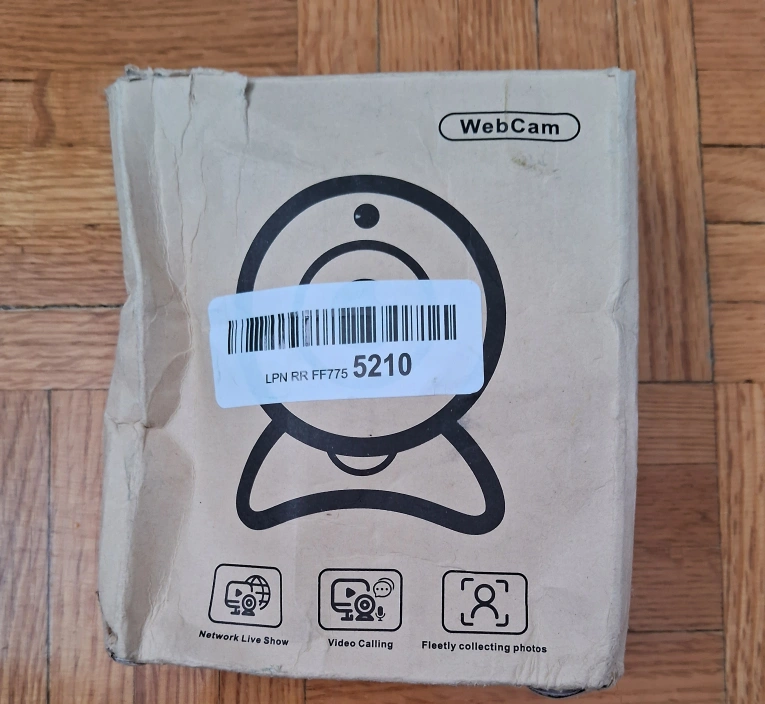 WebCam
LPN RR FF775 5210
Network Live Show
Video Calling
Fleetly collecting photos